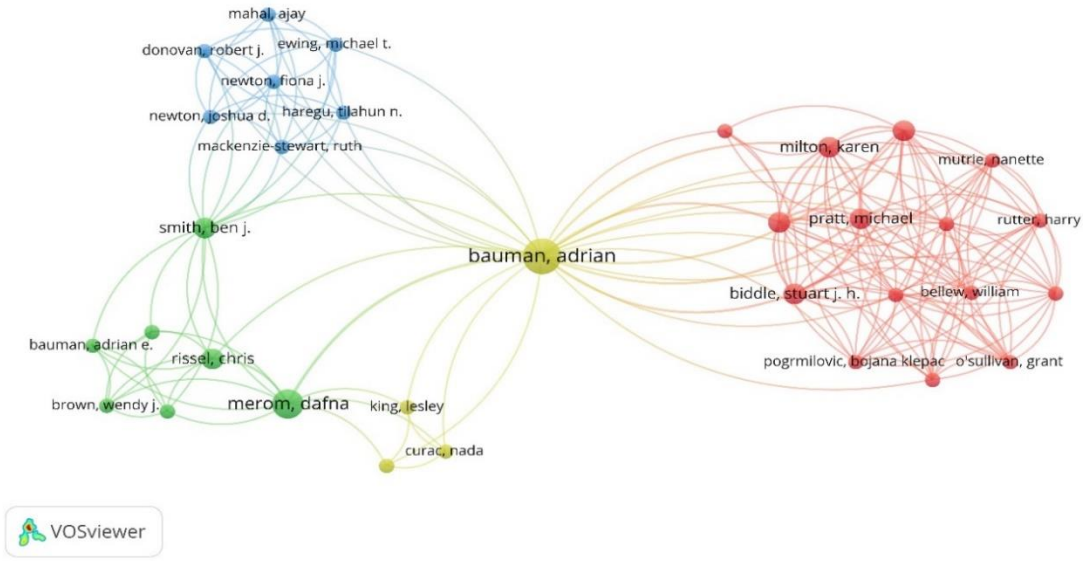 mahal, ajay
donovan, robert j.
ewing, michael t.
newton, fiona j.
newton, joshua d.
haregu, tilahun n.
mackenzie-stewart, ruth
smith, ben j.
bauman, adrian e.
rissel, chris
brown, wendy j.
merom, dafna
king, lesley
curac, nada
bauman, adrian
milton, karen
mutrie, nanette
pratt, michael
rutter, harry
biddle, stuart j. h.
bellew, william
pogrmilovic, bojana klepac
o'sullivan, grant
VOSviewer